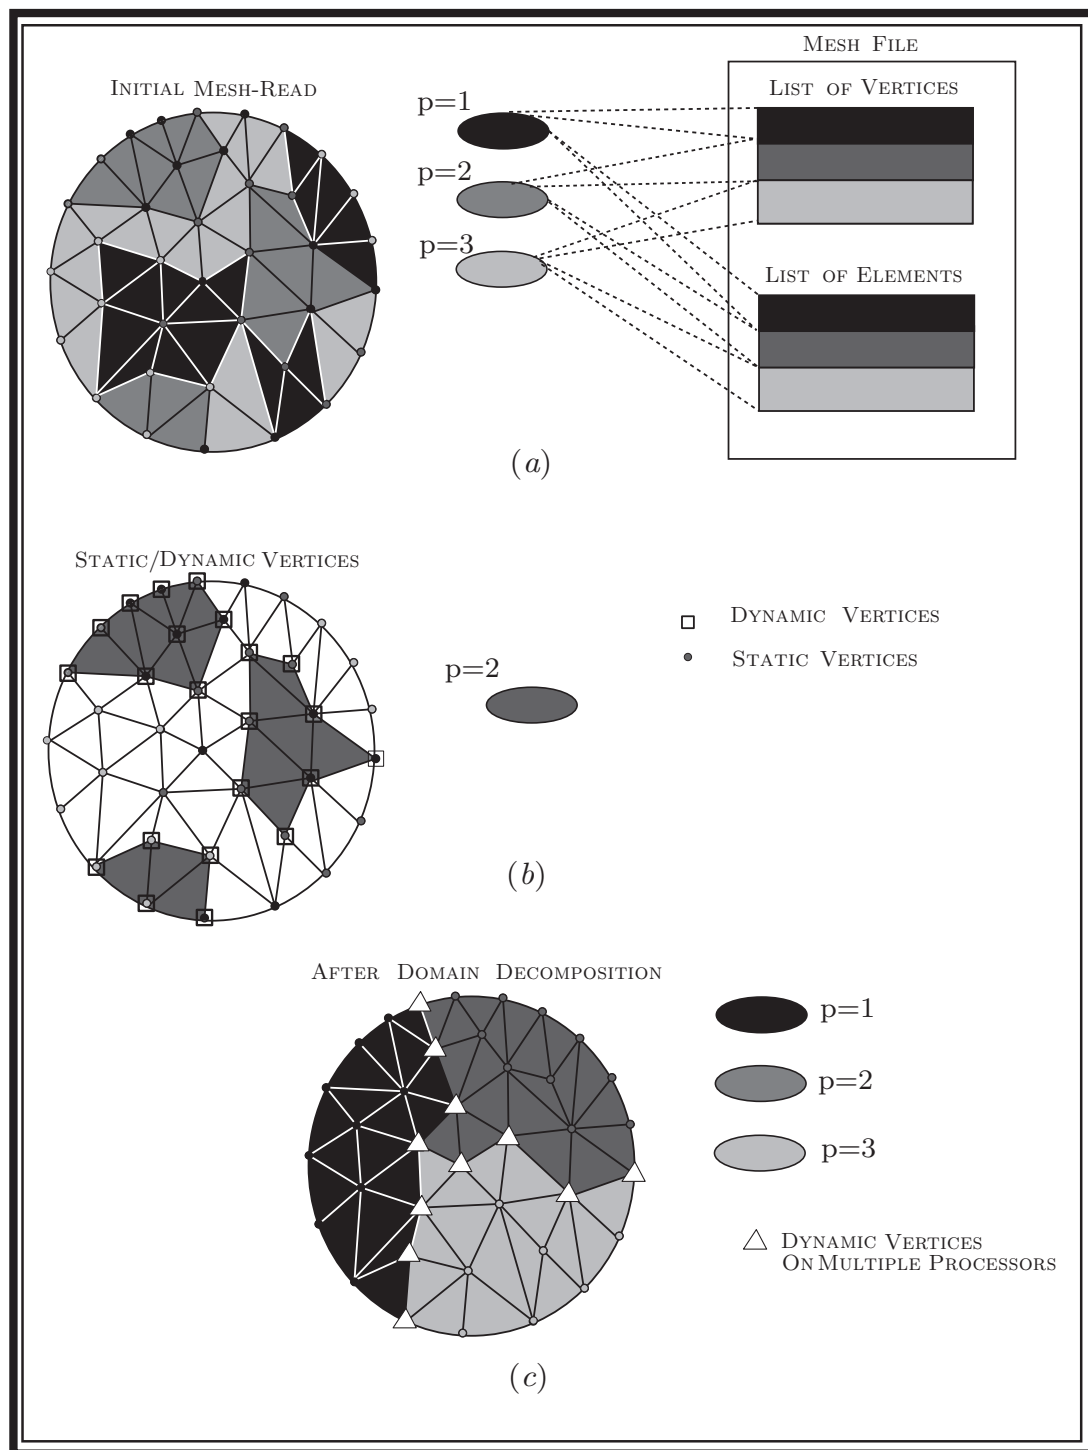 Mesh File
Initial Mesh-Read
List of Vertices
p=1
p=2
p=3
List of Elements
(a)
Static/Dynamic Vertices
Dynamic Vertices
Static Vertices
p=2
(b)
After Domain Decomposition
p=1
p=2
p=3
Dynamic Vertices
On Multiple Processors
(c)